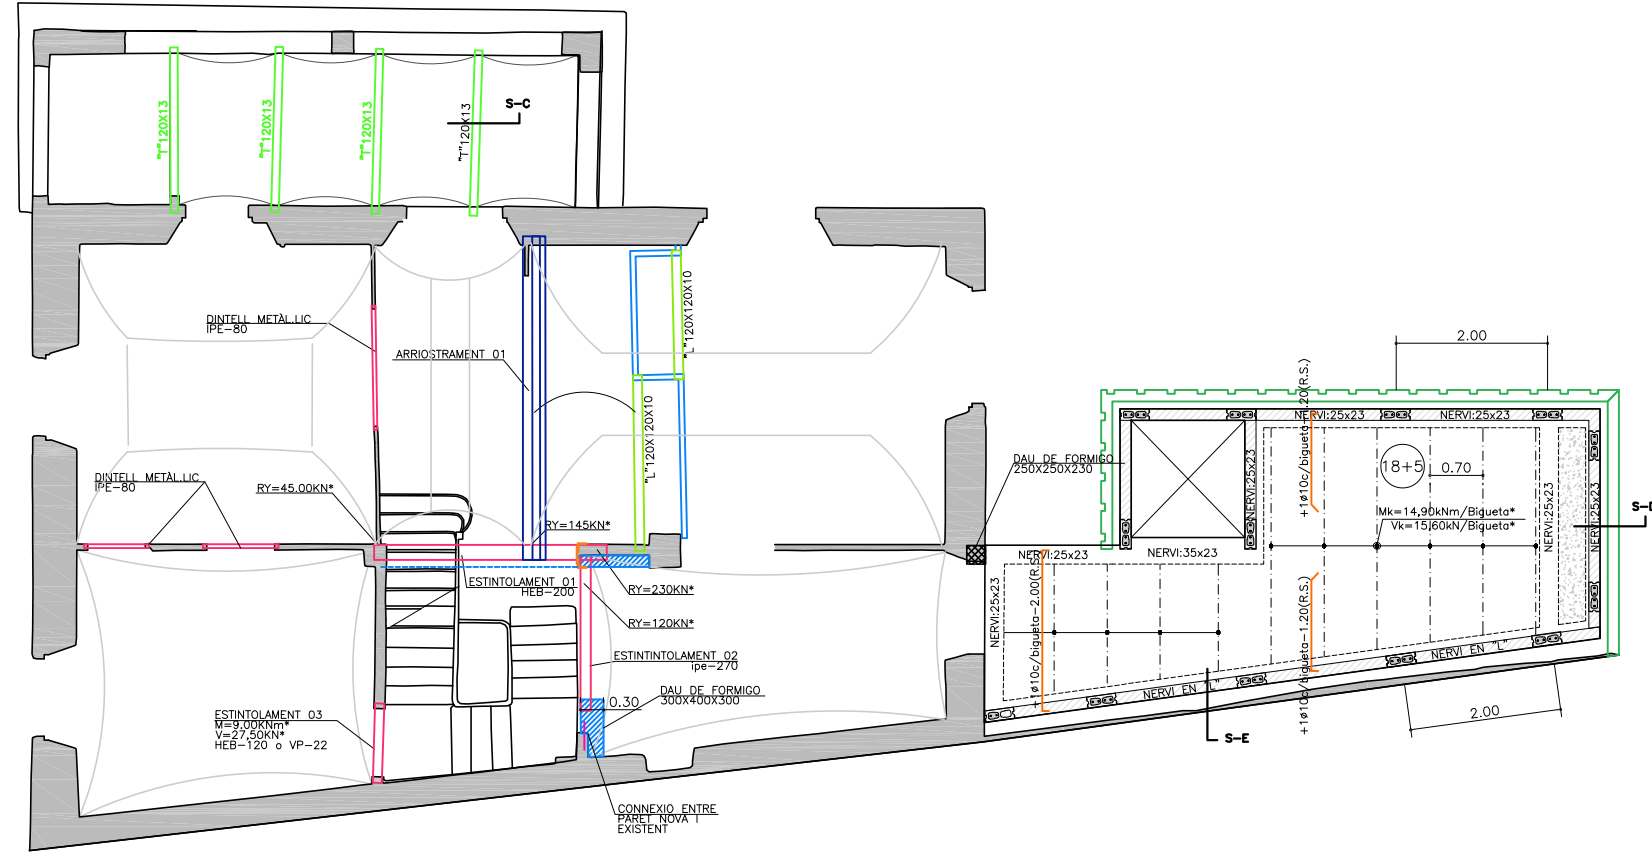 S-C
"T"120X13
"T"120X13
"T"120X13
"T"120X13
DINTELL METÀL.LIC
IPE-80
ARRIOSTRAMENT 01
"L"120X120X10
"L"120X120X10
DINTELL METÀL.LIC
IPE-80
RY=45.00KN*
RY=145KN*
ESTINTOLAMENT 01
HEB-200
RY=230KN*
RY=120KN*
ESTINTINTOLAMENT 02
ipe-270
DAU DE FORMIGO
300X400X300
0.30
ESTINTOLAMENT 03
M=9.00KNm*
V=27,50KN*
HEB-120 o VP-22
CONNEXIO ENTRE
PARET NOVA I
EXISTENT
DAU DE FORMIGO
250X250X230
2.00
NERVI:25x23
NERVI:25x23
18+5
0.70
Mk=14,90kNm/Bigueta*
Vk=15,60kN/Bigueta*
NERVI:25x23
NERVI:25x23
NERVI:25x23
NERVI:25x23
NERVI:35x23
NERVI:25x23
+1ø10c/bigueta-2.00(R.S.)
+1ø10c/bigueta-1.20(R.S.)
+1ø10c/bigueta-1.20(R.S.)
NERVI EN "L"
NERVI EN "L"
2.00
S-E